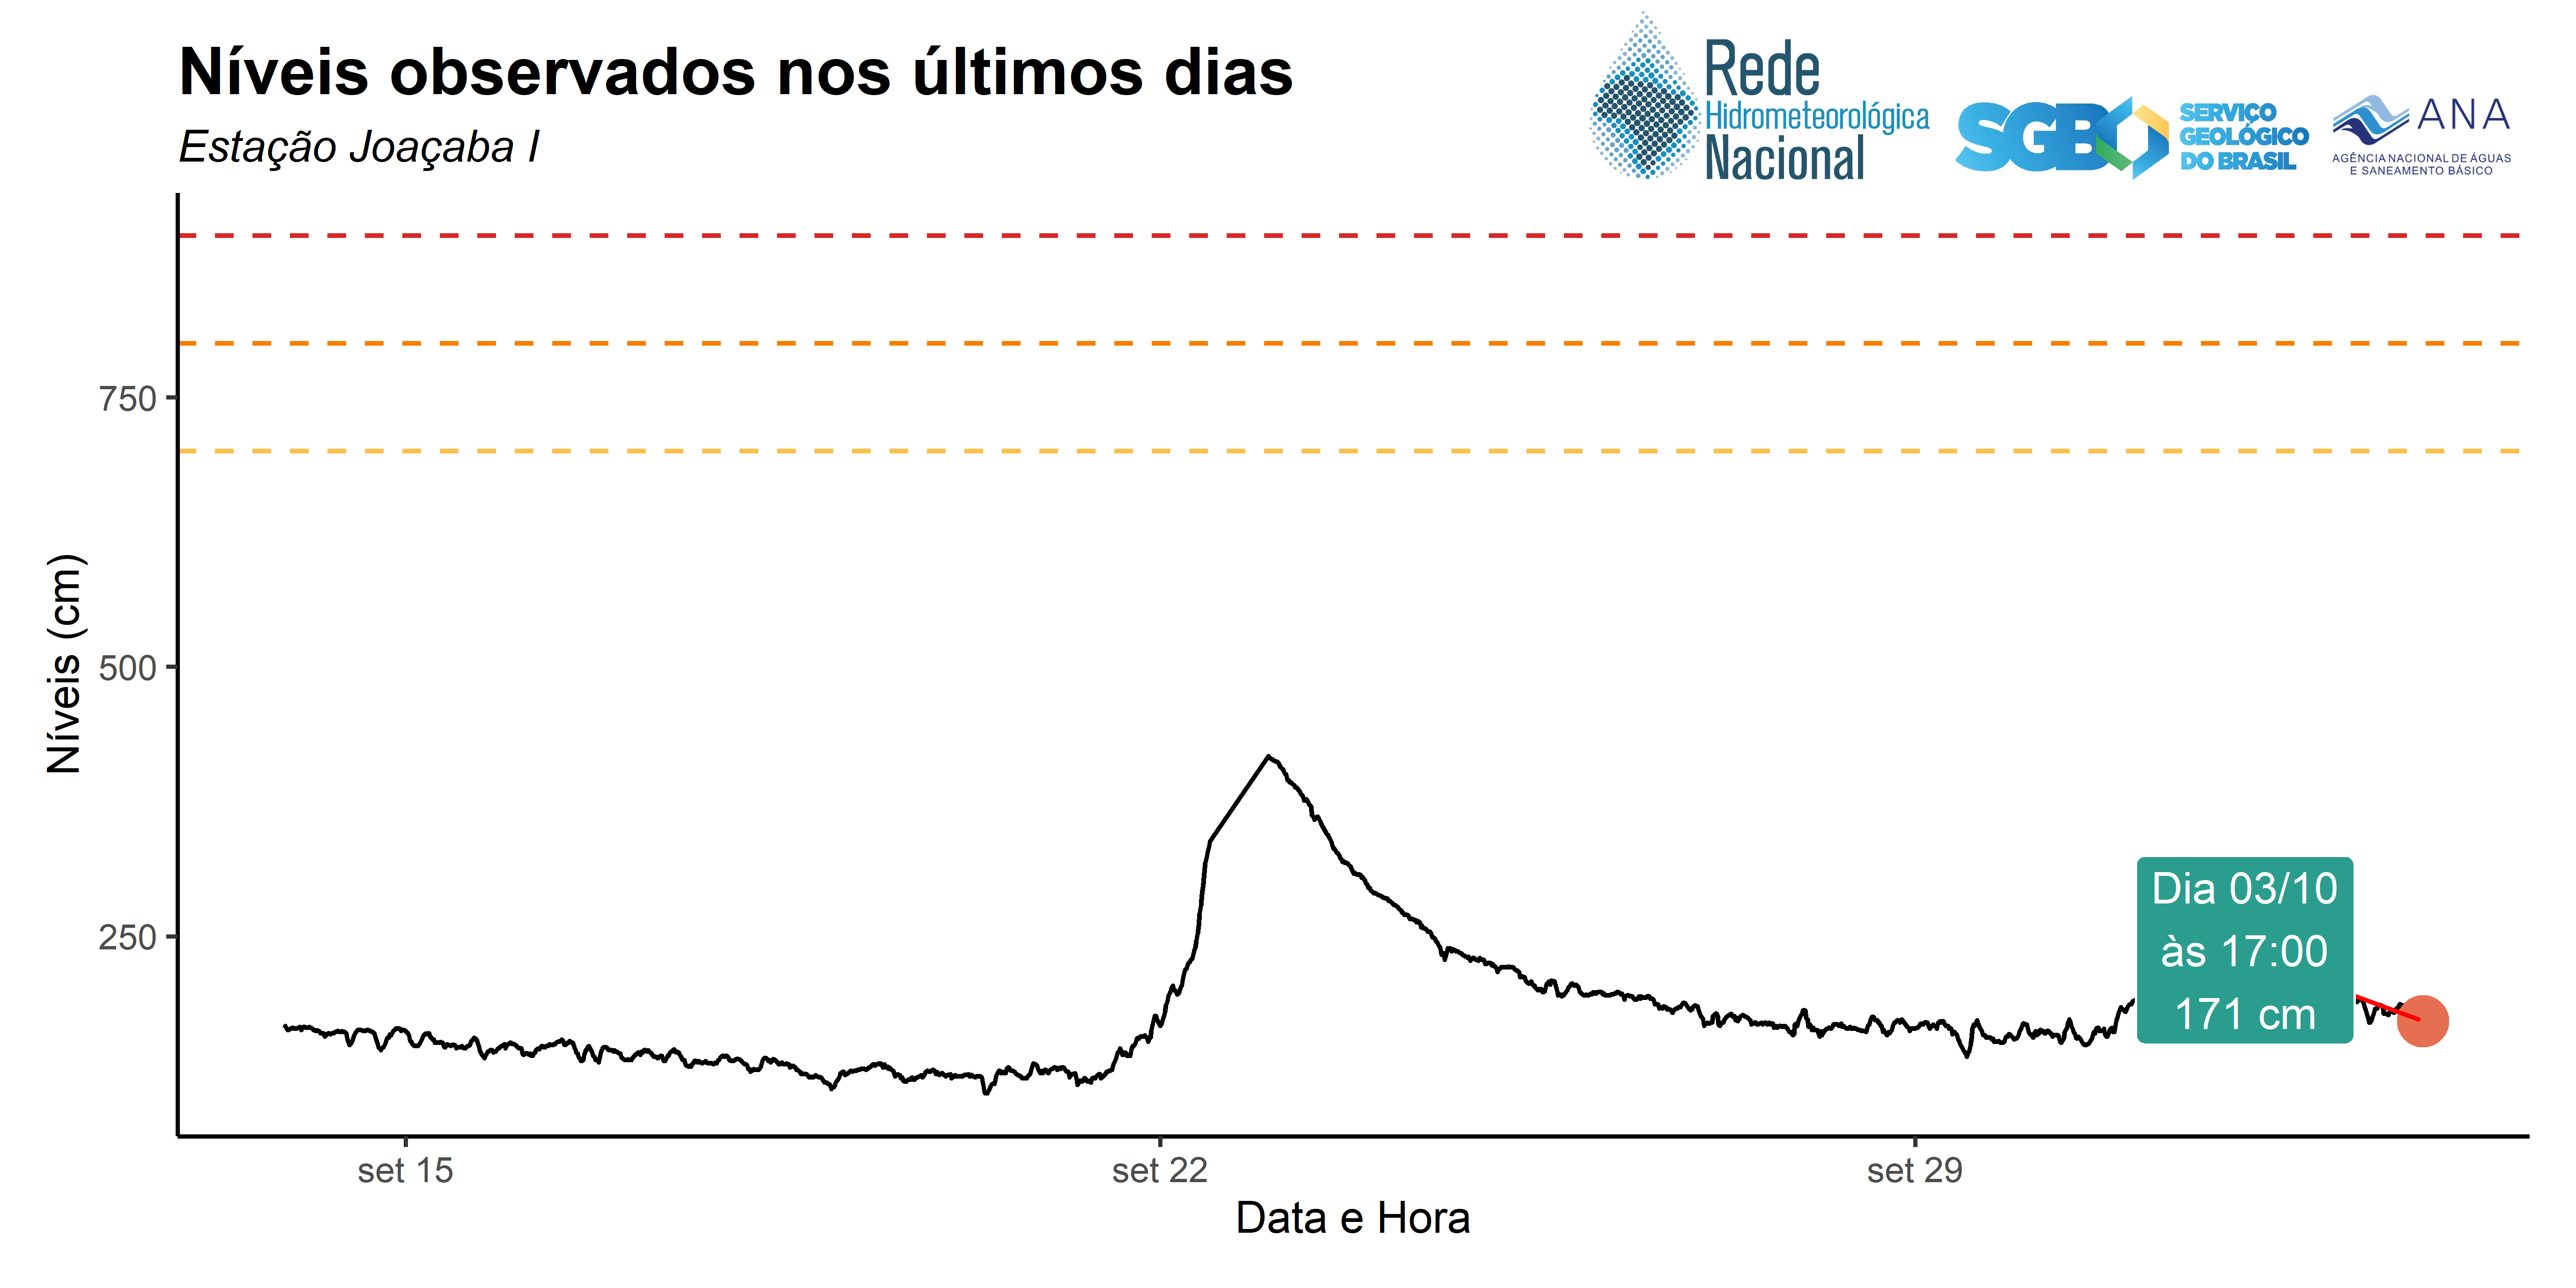 Níveis observados nos últimos dias
Estação Joaçaba I
Rede
Hidrometeorológica
Nacional
SGB
SERVIÇO
GEOLÓGICO
DO BRASIL
ANA
AGÊNCIA NACIONAL DE ÁGUAS
E SANEAMENTO BÁSICO
Níveis (cm)
750
500
250
Dia 03/10
às 17:00
171 cm
set 15
set 22
set 29
Data e Hora